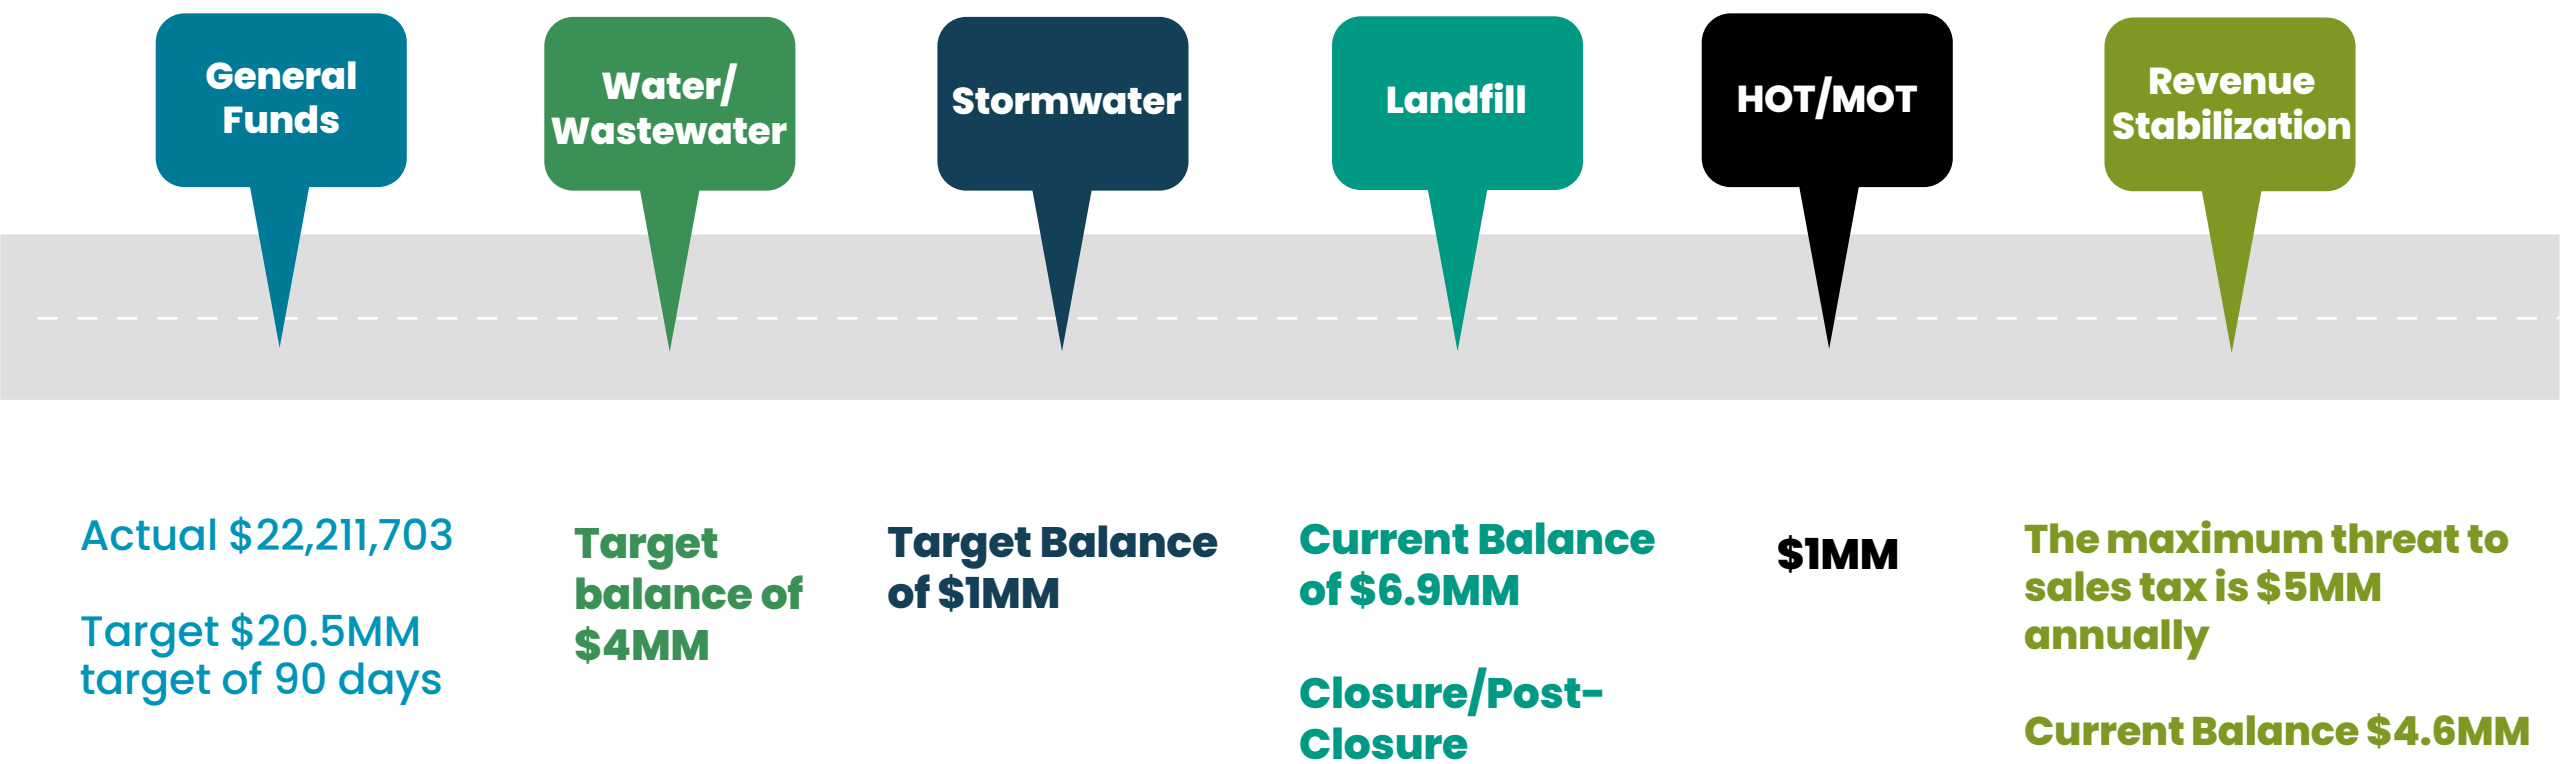 General
Funds
Water/
Wastewater
Stormwater
Landfill
HOT/MOT
Revenue
Stabilization
Actual $22,211,703
Target $20.5MM
target of 90 days
Target
balance of
$4MM
Target Balance
of $1MM
Current Balance
of $6.9MM
Closure/Post-
Closure
$1MM
The maximum threat to
sales tax is $5MM
annually
Current Balance $4.6MM